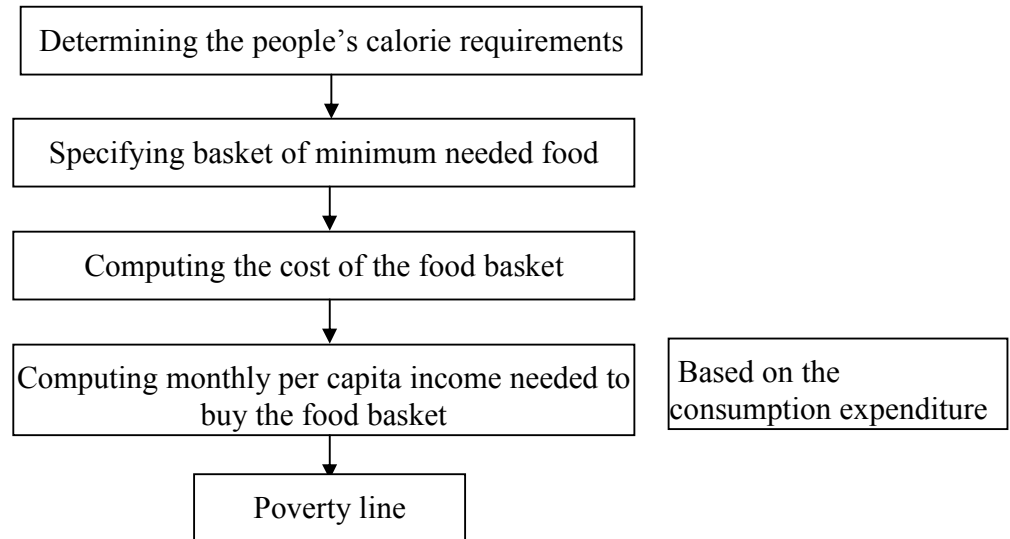 Determining the people’s calorie requirements
Specifying basket of minimum needed food
Computing the cost of the food basket
Computing monthly per capita income needed to
buy the food basket
Based on the
consumption expenditure
Poverty line